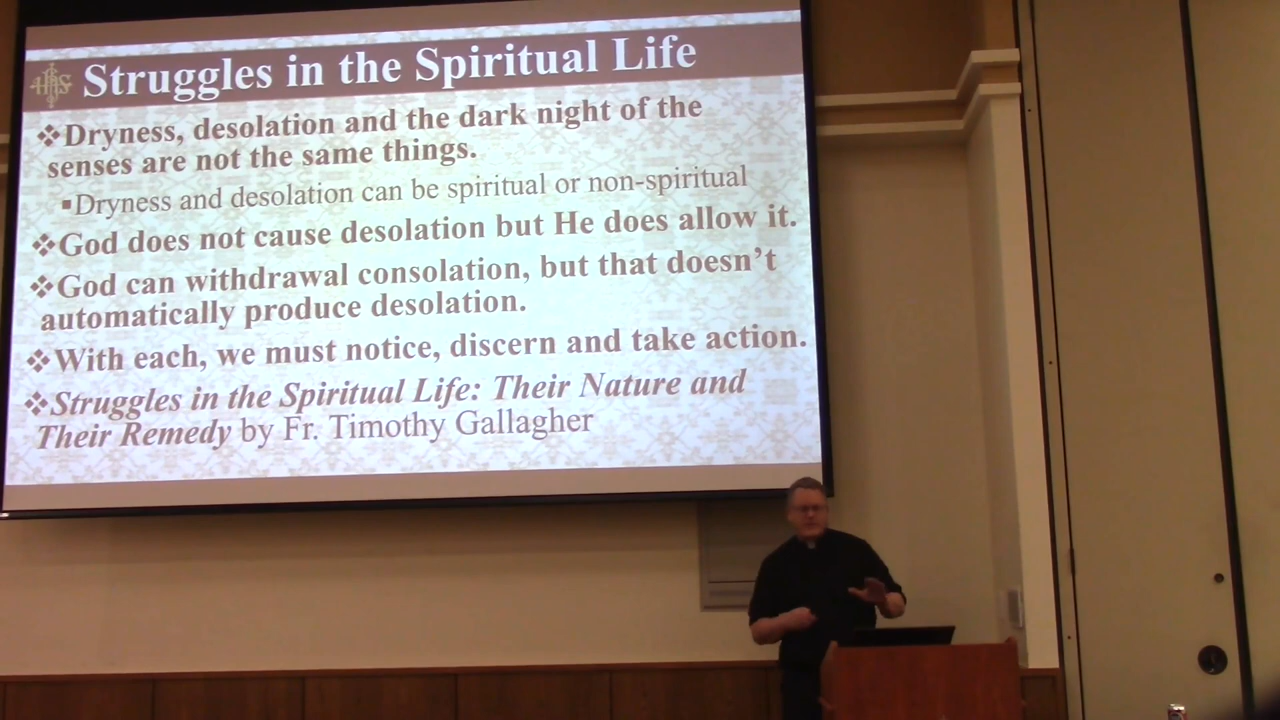 IHS
Struggles in the Spiritual Life
❖Dryness, desolation and the dark night of the
senses are not the same things.
▪Dryness and desolation can be spiritual or non-spiritual
❖God does not cause desolation but He does allow it.
❖God can withdrawal consolation, but that doesn't
automatically produce desolation.
❖With each, we must notice, discern and take action.
❖Struggles in the Spiritual Life: Their Nature and
Their Remedy by Fr. Timothy Gallagher